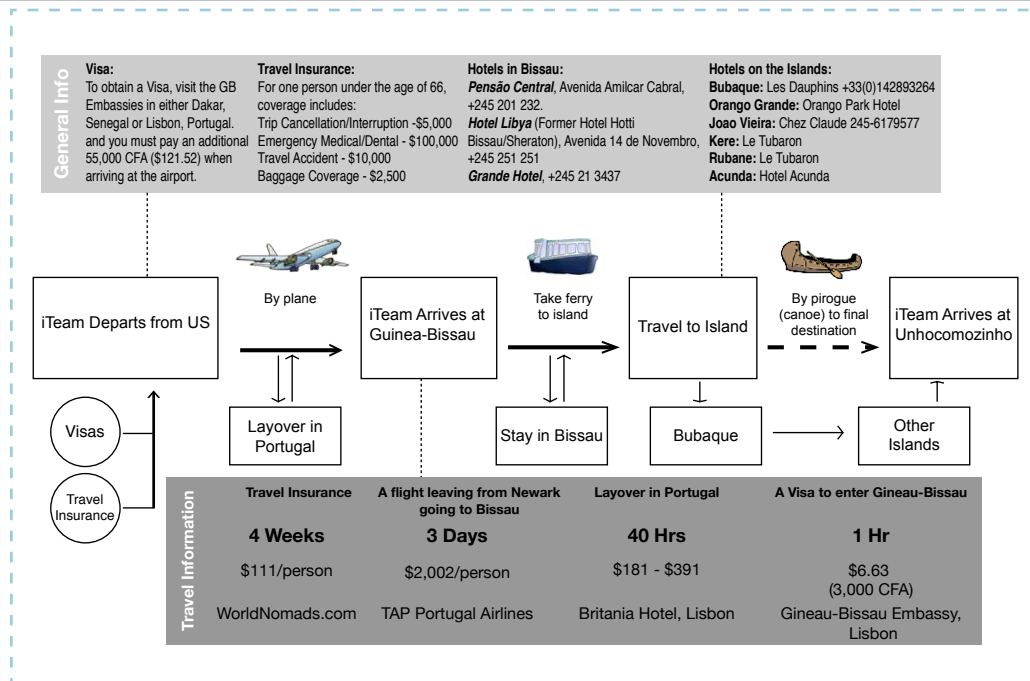 General Info
Visa:
To obtain a Visa, visit the GB
Embassies in either Dakar,
Senegal or Lisbon, Portugal.
and you must pay an additional
55,000 CFA ($121.52) when
arriving at the airport.
Travel Insurance:
For one person under the age of 66,
coverage includes:
Trip Cancellation/Interruption -$5,000
Emergency Medical/Dental - $100,000
Travel Accident - $10,000
Baggage Coverage - $2,500
Hotels in Bissau:
Pensão Central, Avenida Amilcar Cabral,
+245 201 232.
Hotel Libya (Former Hotel Hotti
Bissau/Sheraton), Avenida 14 de Novembro,
+245 251 251
Grande Hotel, +245 21 3437
Hotels on the Islands:
Bubaque: Les Dauphins +33(0)142893264
Orango Grande: Orango Park Hotel
Joao Vieira: Chez Claude 245-6179577
Kere: Le Tubaron
Rubane: Le Tubaron
Acunda: Hotel Acunda
iTeam Departs from US
By plane
iTeam Arrives at
Guinea-Bissau
Take ferry
to island
Travel to Island
By pirogue
(canoe) to final
destination
iTeam Arrives at
Unhocomozinho
Visas
Travel
Insurance
Layover in
Portugal
Stay in Bissau
Bubaque
Other
Islands
Travel Information
Travel Insurance
4 Weeks
$111/person
WorldNomads.com
A flight leaving from Newark
going to Bissau
3 Days
$2,002/person
TAP Portugal Airlines
Layover in Portugal
40 Hrs
$181 - $391
Britania Hotel, Lisbon
A Visa to enter Gineau-Bissau
1 Hr
$6.63
(3,000 CFA)
Gineau-Bissau Embassy,
Lisbon